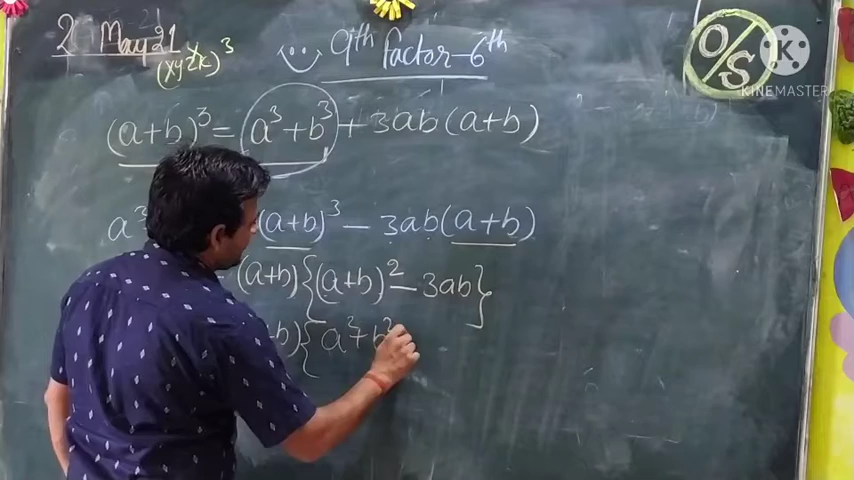 2 May 21
(xyzk)³
9th factor-6th
O/S
K
KINEMASTER
(a+b)³ = a³+b³ + 3ab(a+b)
a³ (a+b)³ - 3ab(a+b)
(a+b){(a+b)² - 3ab}
b){a²+b²